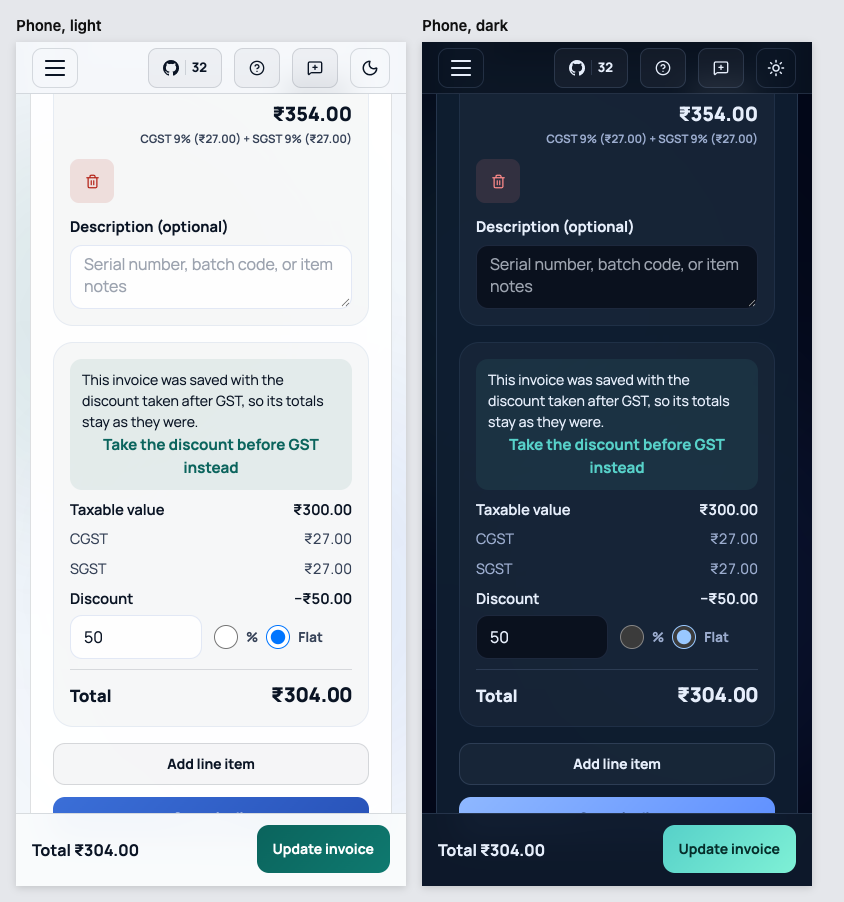 Phone, light
32
₹354.00
CGST 9% (₹27.00) + SGST 9% (₹27.00)
Description (optional)
Serial number, batch code, or item
notes
This invoice was saved with the
discount taken after GST, so its totals
stay as they were.
Take the discount before GST
instead
Taxable value ₹300.00
CGST ₹27.00
SGST ₹27.00
Discount −₹50.00
50 % Flat
Total ₹304.00
Add line item
Total ₹304.00 Update invoice
Phone, dark
32
₹354.00
CGST 9% (₹27.00) + SGST 9% (₹27.00)
Description (optional)
Serial number, batch code, or item
notes
This invoice was saved with the
discount taken after GST, so its totals
stay as they were.
Take the discount before GST
instead
Taxable value ₹300.00
CGST ₹27.00
SGST ₹27.00
Discount −₹50.00
50 % Flat
Total ₹304.00
Add line item
Total ₹304.00 Update invoice